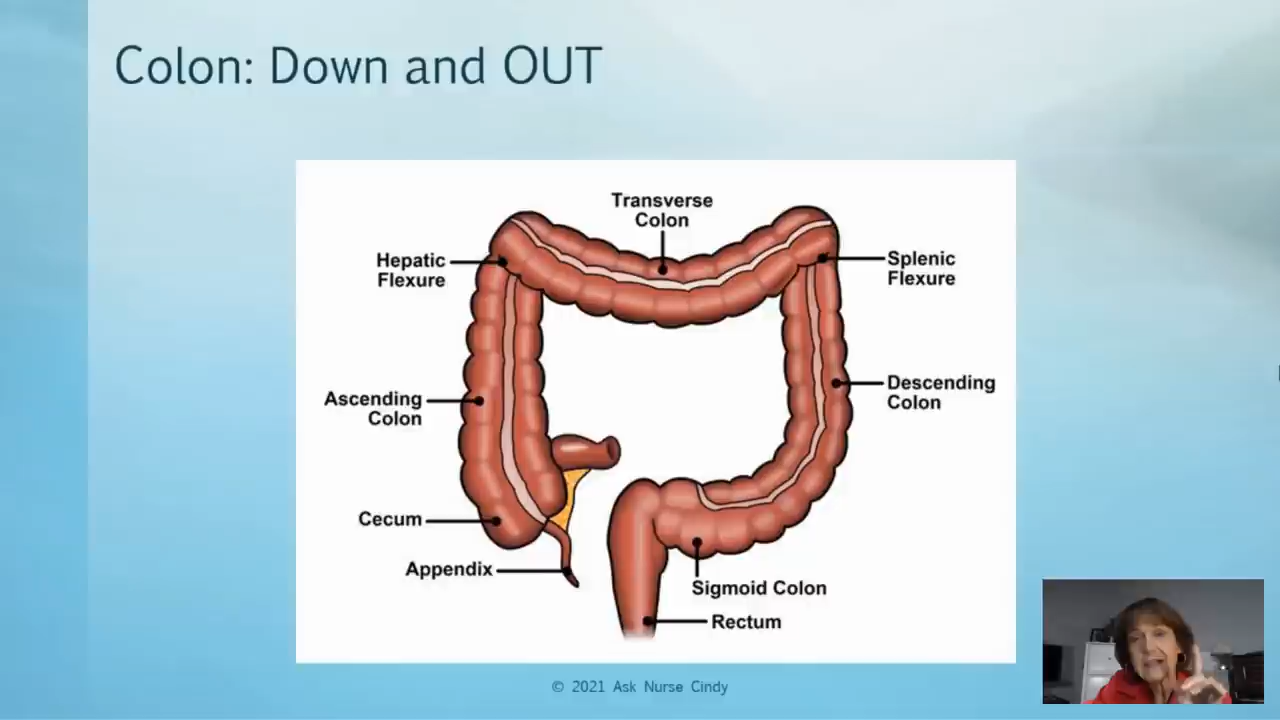 Colon: Down and OUT
Transverse
Colon
Hepatic
Flexure
Splenic
Flexure
Ascending
Colon
Descending
Colon
Cecum
Appendix
Sigmoid Colon
Rectum
© 2021 Ask Nurse Cindy